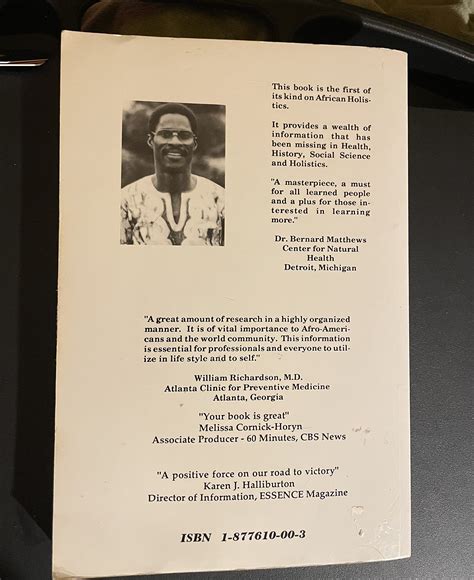 This book is the first of
its kind on African Holis-
tics.
It provides a wealth of
information that has
been missing in Health,
History, Social Science
and Holistics.
"A masterpiece, a must
for all learned people
and a plus for those in-
terested in learning
more."
Dr. Bernard Matthews
Center for Natural
Health
Detroit, Michigan
"A great amount of research in a highly organized
manner. It is of vital importance to Afro-Ameri-
cans and the world community. This information
is essential for professionals and everyone to util-
ize in life style and to self."
William Richardson, M.D.
Atlanta Clinic for Preventive Medicine
Atlanta, Georgia
"Your book is great"
Melissa Cornick-Horyn
Associate Producer - 60 Minutes, CBS News
"A positive force on our road to victory"
Karen J. Halliburton
Director of Information, ESSENCE Magazine
ISBN 1-877610-00-3